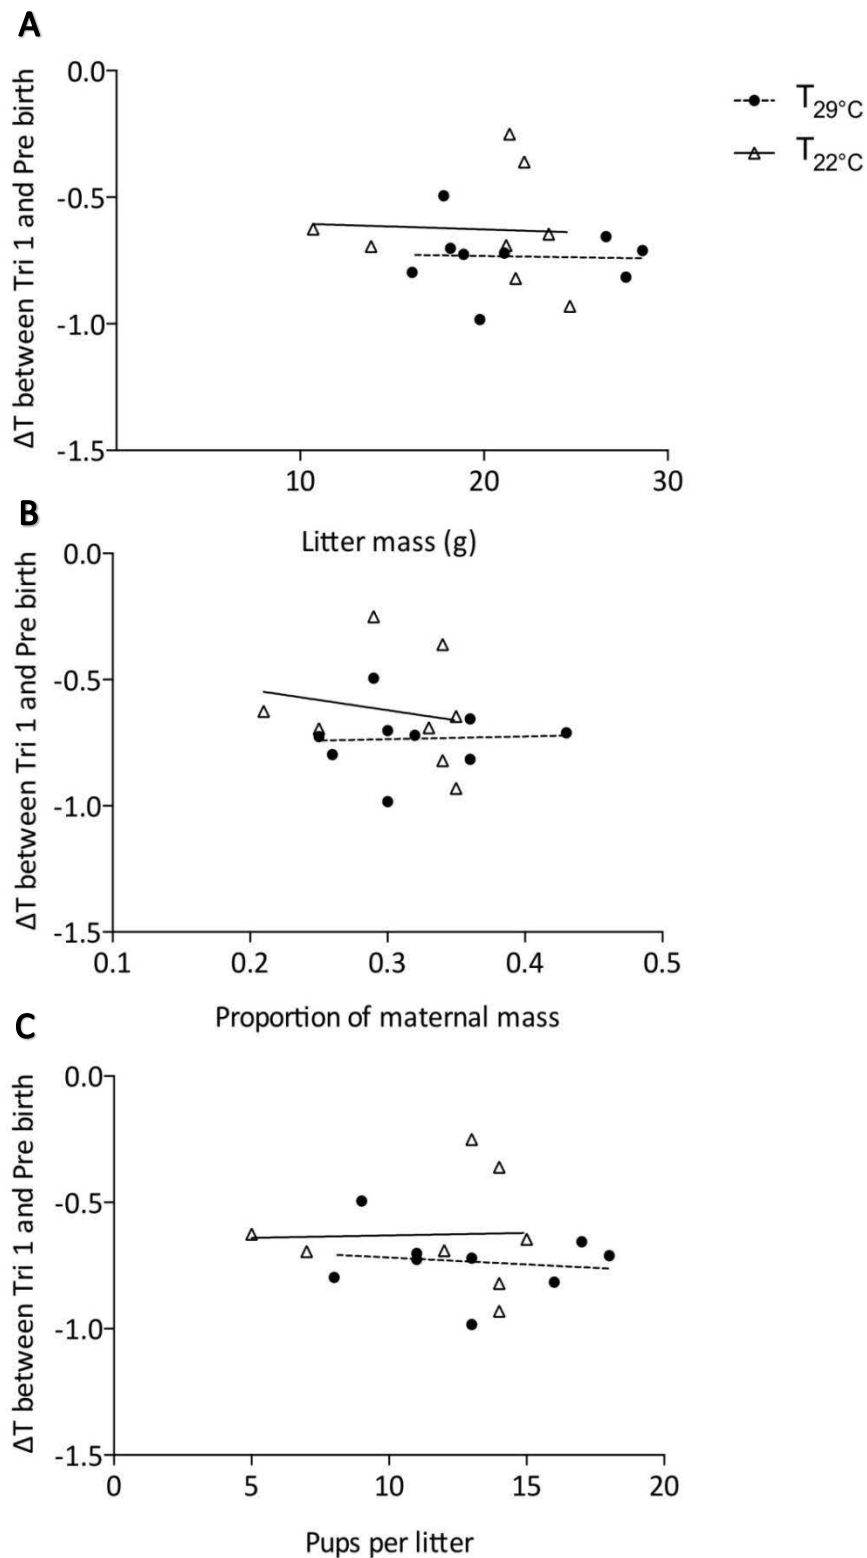 A
ΔT between Tri 1 and Pre birth
0.0
-0.5
-1.0
-1.5
10
20
30
Litter mass (g)
T29°C
T22°C
B
ΔT between Tri 1 and Pre birth
0.0
-0.5
-1.0
-1.5
0.1
0.2
0.3
0.4
0.5
Proportion of maternal mass
C
ΔT between Tri 1 and Pre birth
0.0
-0.5
-1.0
-1.5
0
5
10
15
20
Pups per litter